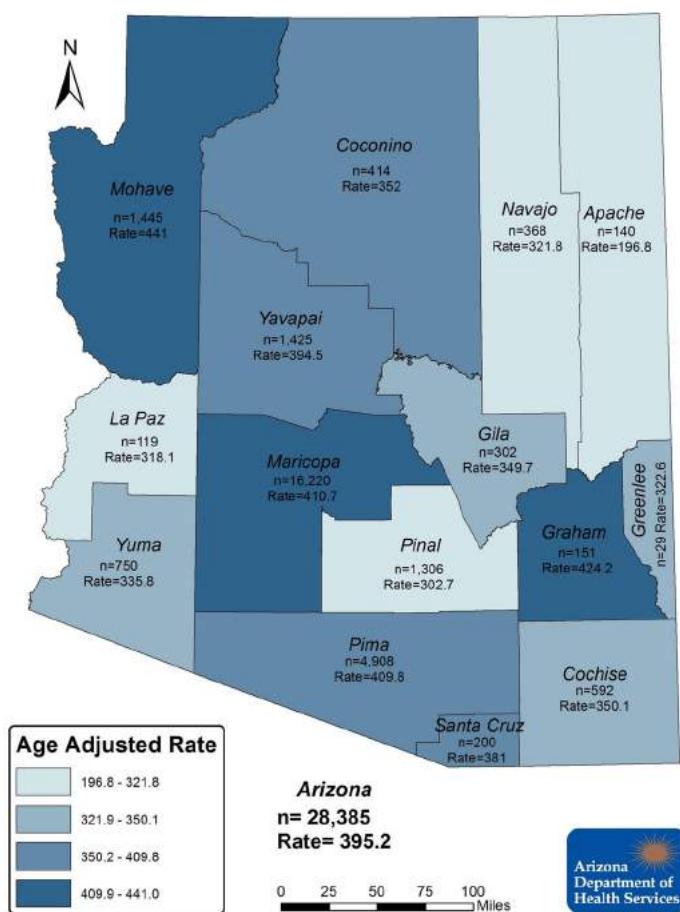 N
Coconino
n=414
Rate=352
Mohave
n=1,445
Rate=441
Navajo
n=368
Rate=321.8
Apache
n=140
Rate=196.8
Yavapai
n=1,425
Rate=394.5
La Paz
n=119
Rate=318.1
Gila
n=302
Rate=349.7
Maricopa
n=16,220
Rate=410.7
Greenlee
n=29 Rate=322.6
Yuma
n=750
Rate=335.8
Pinal
n=1,306
Rate=302.7
Graham
n=151
Rate=424.2
Pima
n=4,908
Rate=409.8
Cochise
n=592
Rate=350.1
Santa Cruz
n=200
Rate=381
Age Adjusted Rate
196.8 - 321.8
321.9 - 350.1
350.2 - 409.8
409.9 - 441.0
Arizona
n= 28,385
Rate= 395.2
0 25 50 75 100
Miles
Arizona
Department of
Health Services